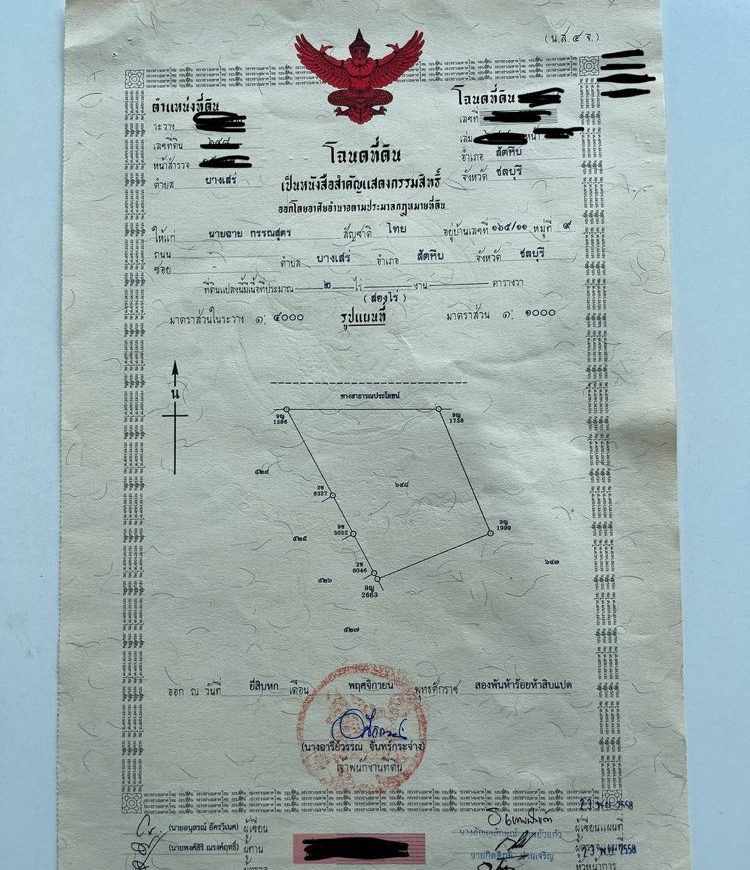 (น.ส.๔ จ.)
ตำแหน่งที่ดิน
ระวาง
เลขที่ดิน ๖๔๘
หน้าสำรวจ
ตำบล บางเสร่
โฉนดที่ดิน
เลขที่
เล่ม หน้า
อำเภอ สัตหีบ
จังหวัด ชลบุรี
โฉนดที่ดิน
เป็นหนังสือสำคัญแสดงกรรมสิทธิ์
ออกโดยอาศัยอำนาจตามประมวลกฎหมายที่ดิน
ให้แก่ นายฉาย กรรณสูตร สัญชาติ ไทย อยู่บ้านเลขที่ ๑๖๕/๑๑ หมู่ที่ ๙
ถนน - ตำบล บางเสร่ อำเภอ สัตหีบ จังหวัด ชลบุรี
ซอย
ที่ดินแปลงนี้มีเนื้อที่ประมาณ ๒ ไร่ งาน ตารางวา
(สองไร่)
มาตราส่วนในระวาง ๑: ๔๐๐๐ รูปแผนที่ มาตราส่วน ๑: ๑๐๐๐
น
ทางสาธารณประโยชน์
๑๗
1586
๑๗
1738
๕๒๔
๖๔๘
8327
๕๒๕
5052
1999
๖๔๓
๕๒๖
6046
2663
๕๒๗
ออก ณ วันที่ ยี่สิบหก เดือน พฤศจิกายน พุทธศักราช สองพันห้าร้อยห้าสิบแปด
(นางอารีย์วรรณ จันทร์กระจ่าง)
เจ้าพนักงานที่ดิน
(นายอนุสรณ์ อัครวิเนศ) ผู้เขียน
ผู้เขียนแผนที่
(นายพงศ์สิริ ณรงค์ฤทธิ์) ผู้ทาน
พ.ย. 2558
หัวหน้าการ